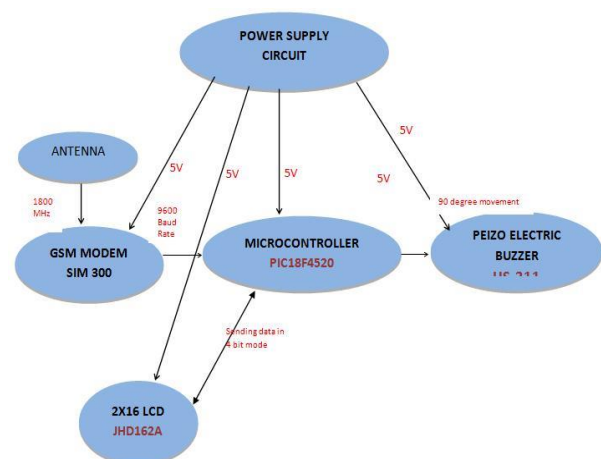 POWER SUPPLY
CIRCUIT
ANTENNA
5V
5V
5V
5V
5V
1800
MHz
9600
Baud
Rate
90 degree movement
GSM MODEM
SIM 300
MICROCONTROLLER
PIC18F4520
PEIZO ELECTRIC
BUZZER
Sending data in
4 bit mode
2X16 LCD
JHD162A